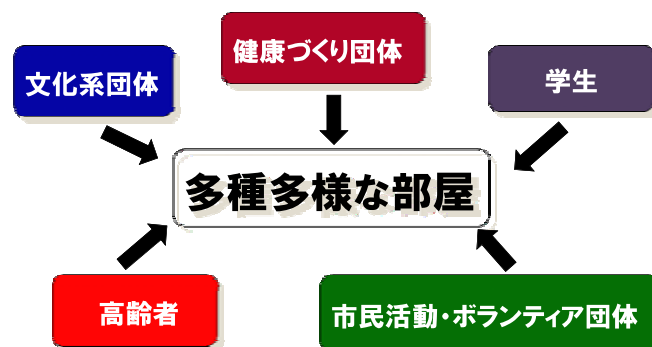 健康づくり団体
文化系団体
学生
多種多様な部屋
高齢者
市民活動・ボランティア団体